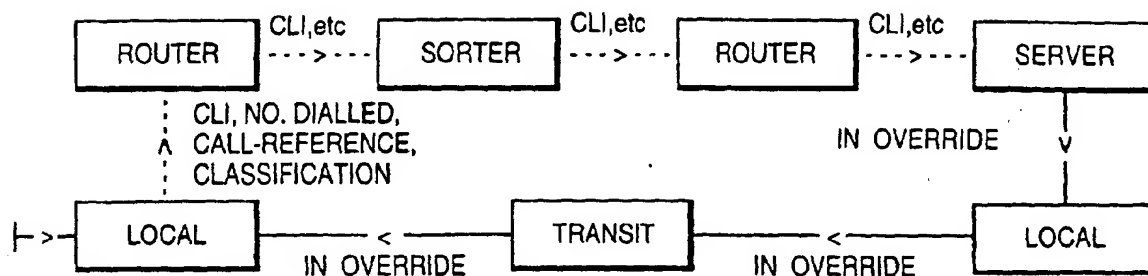 CLI,etc CLI,etc CLI,etc
ROUTER SORTER ROUTER SERVER
CLI, NO. DIALLED,
CALL-REFERENCE,
CLASSIFICATION
IN OVERRIDE
LOCAL TRANSIT LOCAL
IN OVERRIDE IN OVERRIDE